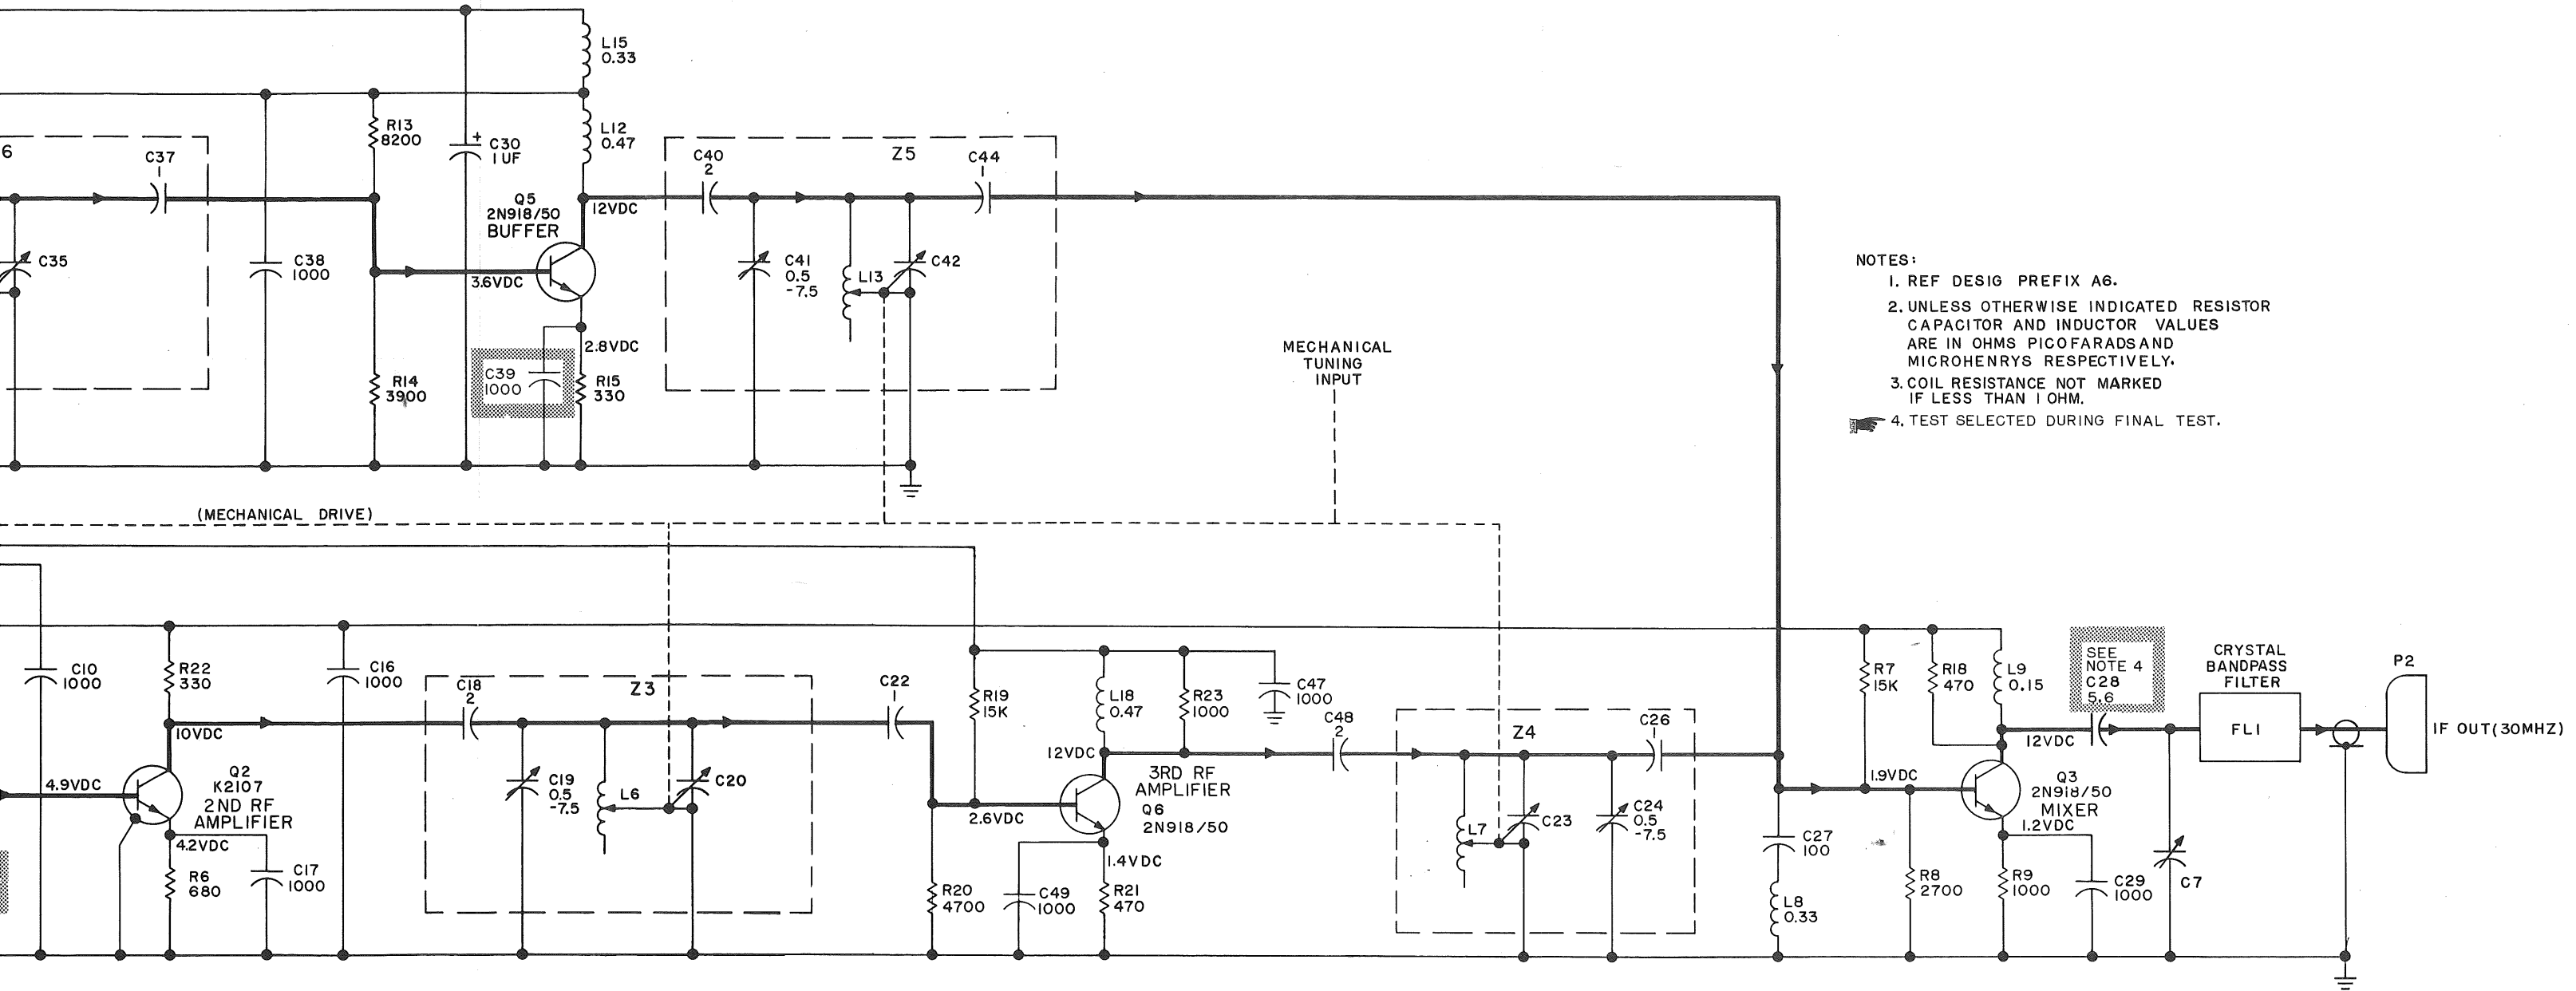 L15
0.33
R13
8200
+
C30
1 UF
L12
0.47
6
C37
1
C40
2
Z5
C44
1
Q5
2N918/50
BUFFER
12VDC
C35
C38
1000
3.6VDC
C41
0.5
-7.5
L13
C42
2.8VDC
C39
1000
R14
3900
R15
330
MECHANICAL
TUNING
INPUT
NOTES:
1. REF DESIG PREFIX A6.
2. UNLESS OTHERWISE INDICATED RESISTOR
CAPACITOR AND INDUCTOR VALUES
ARE IN OHMS PICOFARADS AND
MICROHENRYS RESPECTIVELY.
3. COIL RESISTANCE NOT MARKED
IF LESS THAN 1 OHM.
4. TEST SELECTED DURING FINAL TEST.
(MECHANICAL DRIVE)
C10
1000
R22
330
C16
1000
C18
2
Z3
C22
1
R19
15K
L18
0.47
R23
1000
C47
1000
C48
2
Z4
C26
1
R7
15K
R18
470
L9
0.15
SEE
NOTE 4
C28
5.6
CRYSTAL
BANDPASS
FILTER
FL1
P2
IF OUT(30MHZ)
10VDC
4.9VDC
Q2
K2107
2ND RF
AMPLIFIER
4.2VDC
R6
680
C17
1000
C19
0.5
-7.5
L6
C20
12VDC
2.6VDC
3RD RF
AMPLIFIER
Q6
2N918/50
1.4VDC
R20
4700
C49
1000
R21
470
L7
C23
C24
0.5
-7.5
C27
100
L8
0.33
12VDC
1.9VDC
Q3
2N918/50
MIXER
1.2VDC
R8
2700
R9
1000
C29
1000
C7